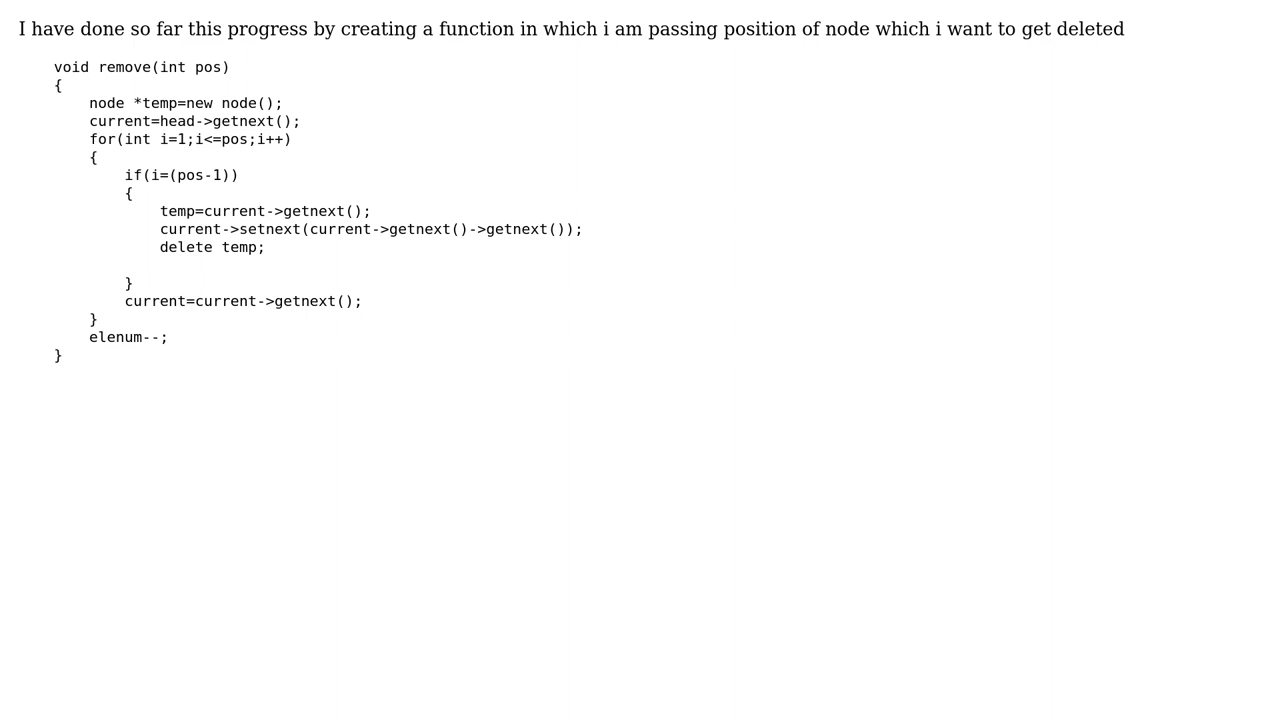 I have done so far this progress by creating a function in which i am passing position of node which i want to get deleted
void remove(int pos)
{
    node *temp=new node();
    current=head->getnext();
    for(int i=1;i<=pos;i++)
    {
        if(i=(pos-1))
        {
            temp=current->getnext();
            current->setnext(current->getnext()->getnext());
            delete temp;

        }
        current=current->getnext();
    }
    elenum--;
}